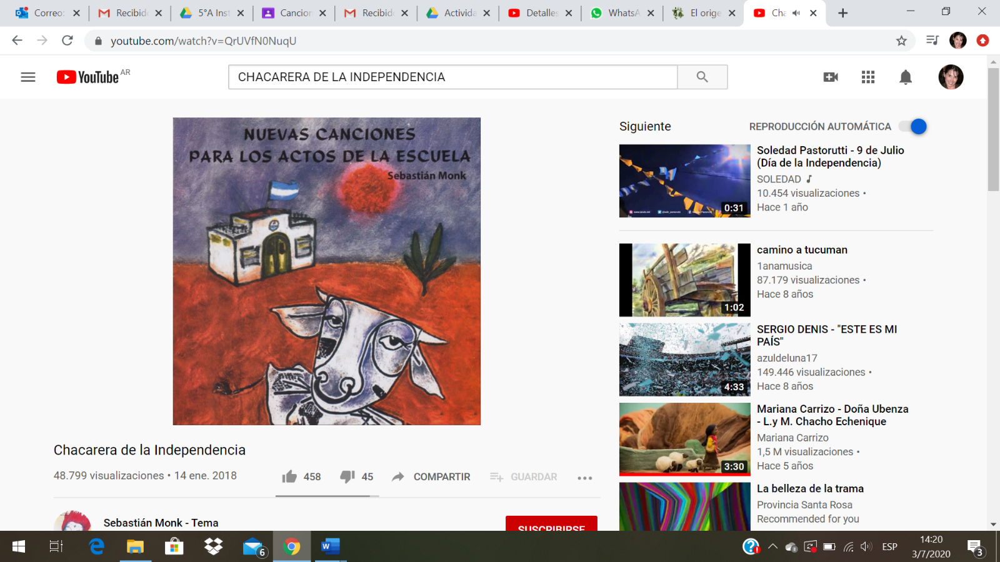 Correo:
Recibido
5°A Inst
Cancion
Recibido
Activida
Detalles
WhatsA
El orige
Cha
youtube.com/watch?v=QrUVfN0NuqU
YouTube AR
CHACARERA DE LA INDEPENDENCIA
NUEVAS CANCIONES
PARA LOS ACTOS DE LA ESCUELA
Sebastián Monk
Chacarera de la Independencia
48.799 visualizaciones • 14 ene. 2018
458
45
COMPARTIR
GUARDAR
Sebastián Monk - Tema
SUSCRIBIRSE
Siguiente
REPRODUCCIÓN AUTOMÁTICA
0:31
Soledad Pastorutti - 9 de Julio
(Día de la Independencia)
SOLEDAD
10.454 visualizaciones •
Hace 1 año
1:02
camino a tucuman
1anamusica
87.179 visualizaciones •
Hace 8 años
4:33
SERGIO DENIS - "ESTE ES MI
PAÍS"
azuldeluna17
149.446 visualizaciones •
Hace 8 años
3:30
Mariana Carrizo - Doña Ubenza
- L.y M. Chacho Echenique
Mariana Carrizo
1,5 M visualizaciones •
Hace 5 años
La belleza de la trama
Provincia Santa Rosa
Recommended for you
6
ESP
14:20
3/7/2020
3